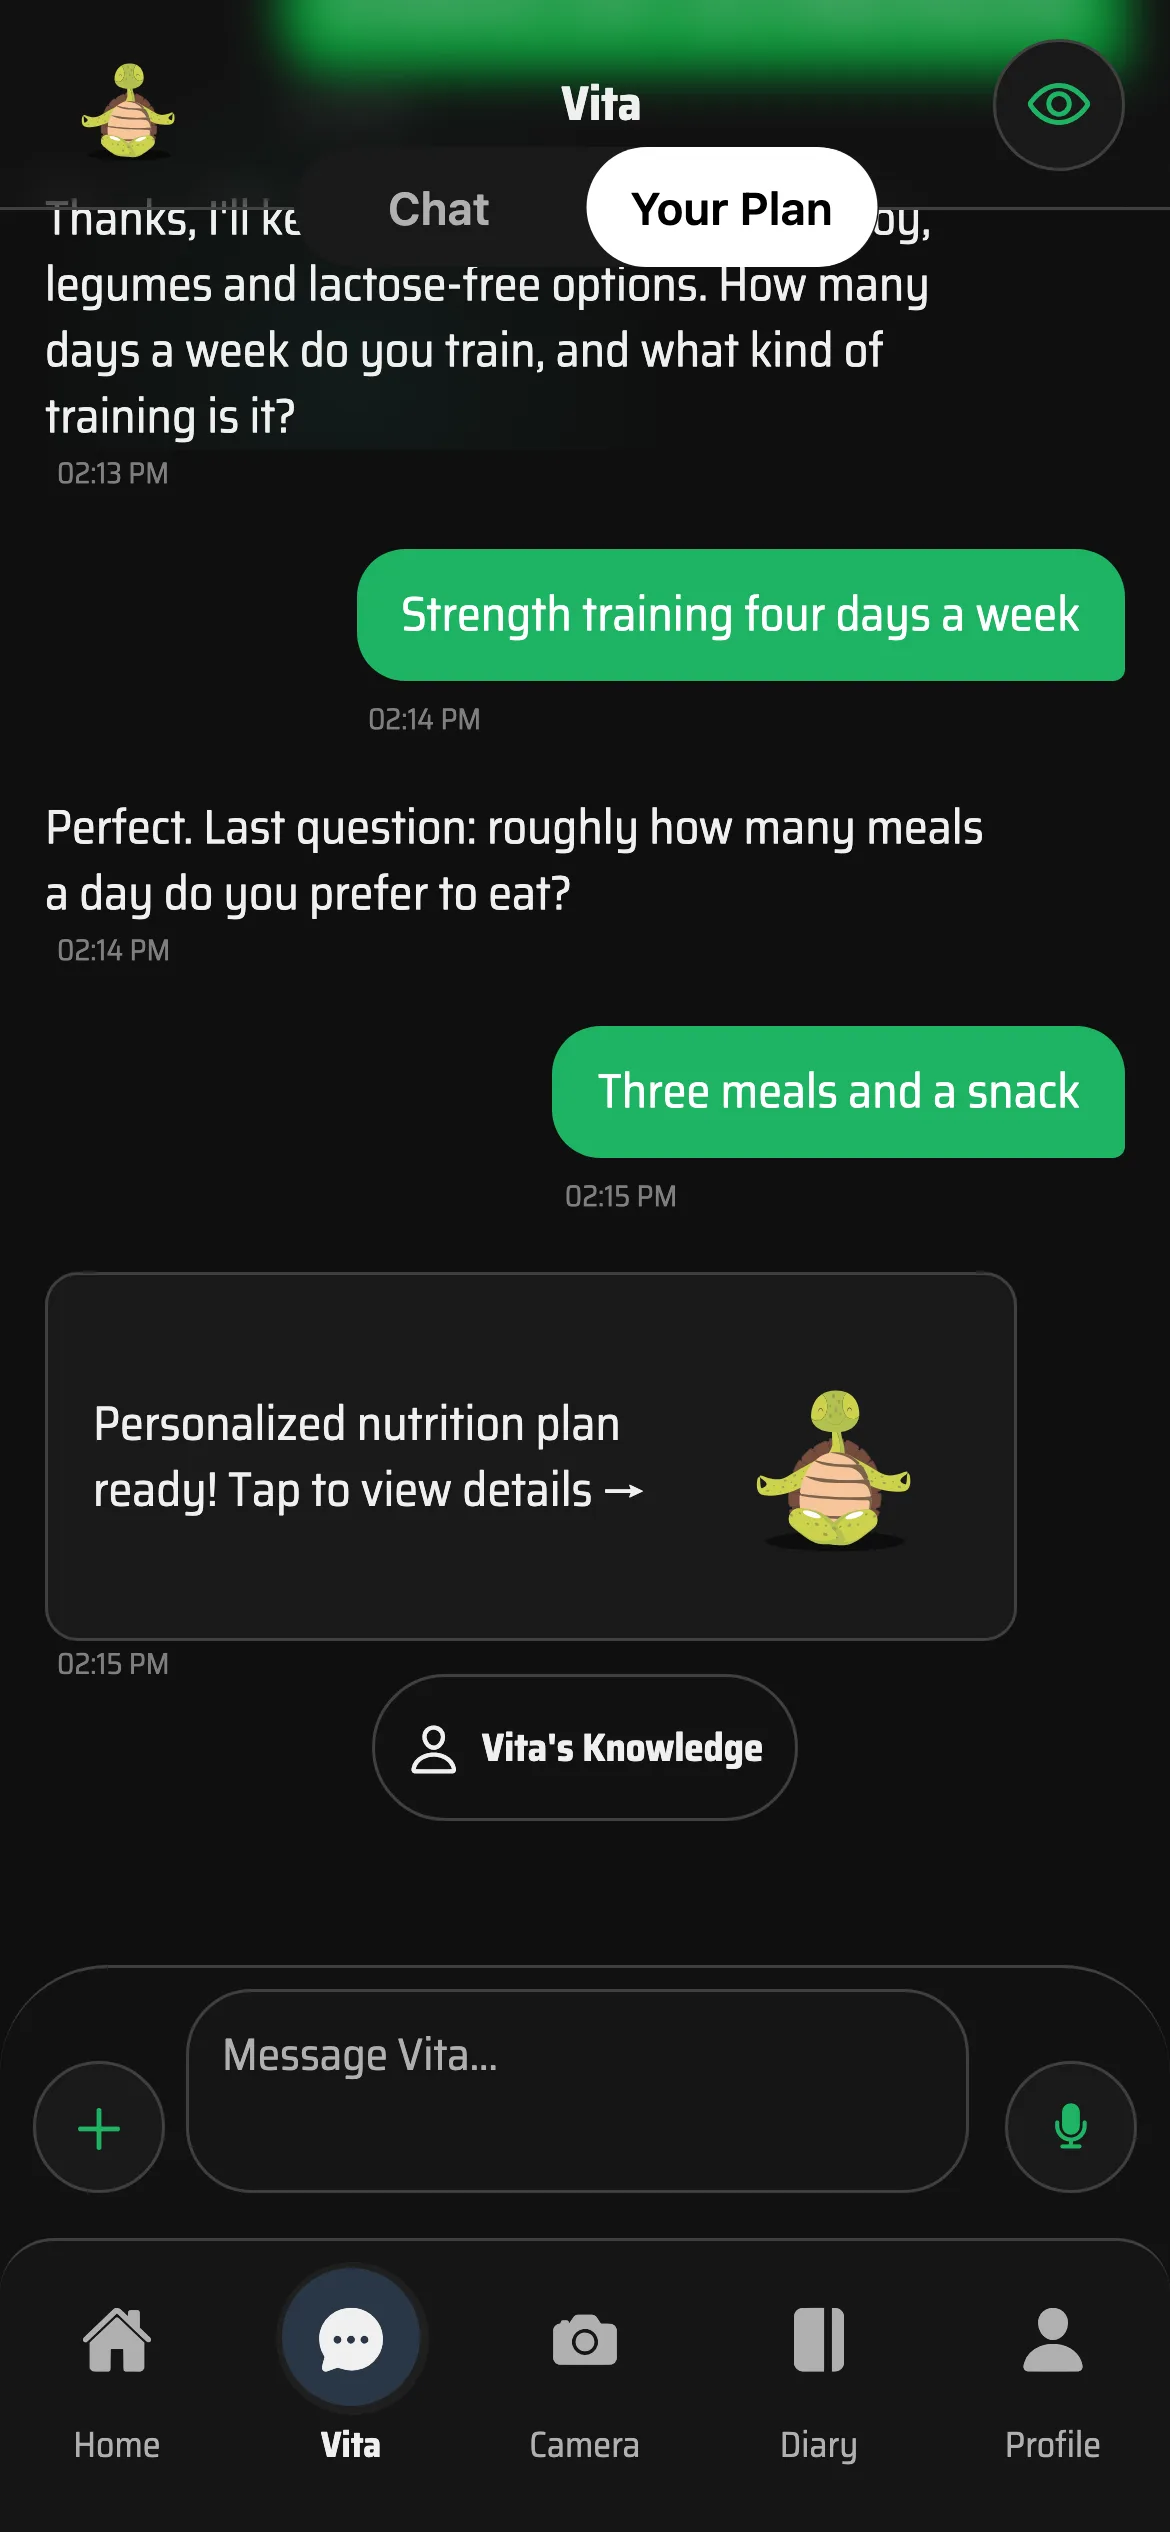 Vita
Chat
Your Plan
Thanks, I'll
legumes and lactose-free options. How many
days a week do you train, and what kind of
training is it?
02:13 PM
Strength training four days a week
02:14 PM
Perfect. Last question: roughly how many meals
a day do you prefer to eat?
02:14 PM
Three meals and a snack
02:15 PM
Personalized nutrition plan
ready! Tap to view details →
02:15 PM
Vita's Knowledge
Message Vita...
Home
Vita
Camera
Diary
Profile